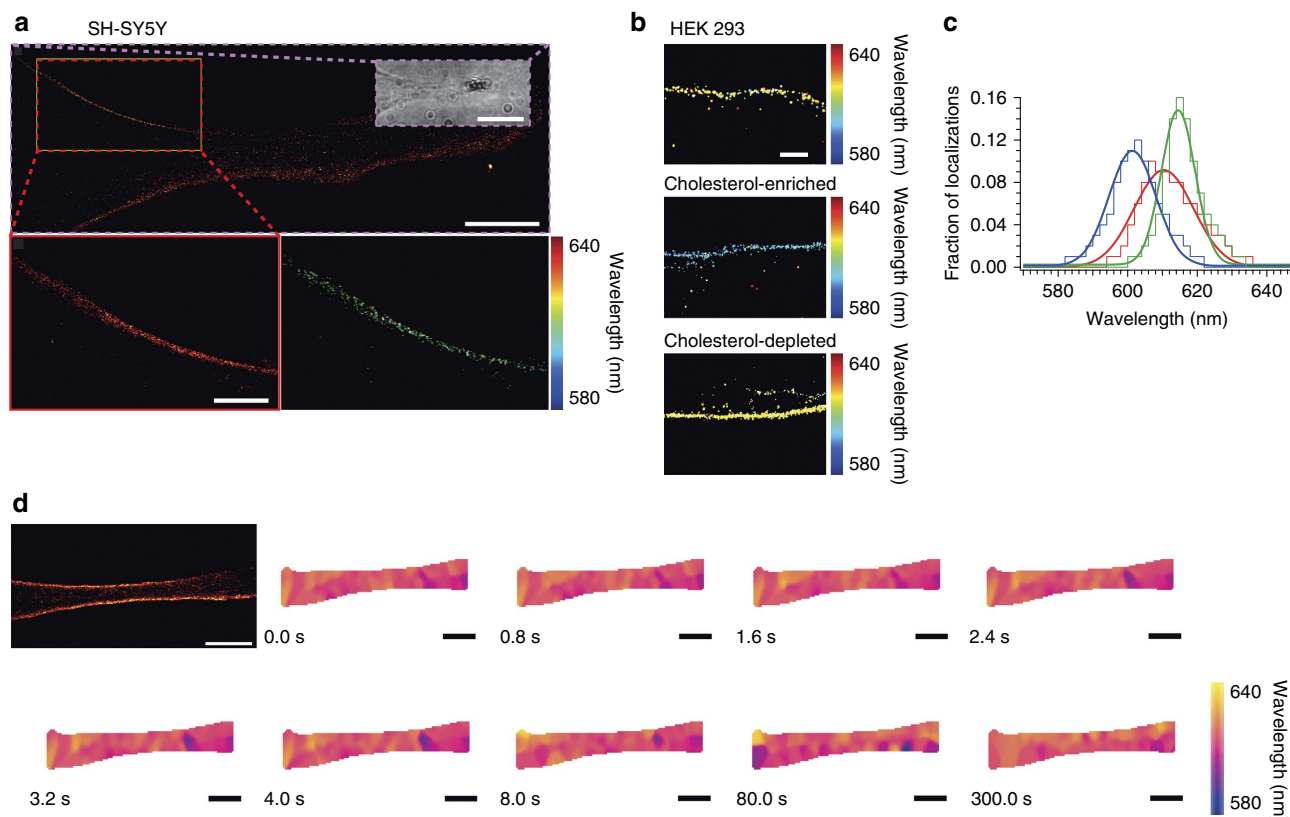 a
SH-SY5Y
640
Wavelength (nm)
580
b
HEK 293
640
Wavelength (nm)
580
Cholesterol-enriched
640
Wavelength (nm)
580
Cholesterol-depleted
640
Wavelength (nm)
580
c
Fraction of localizations
0.16
0.12
0.08
0.04
0.00
580
600
620
640
Wavelength (nm)
d
0.0 s
0.8 s
1.6 s
2.4 s
3.2 s
4.0 s
8.0 s
80.0 s
300.0 s
640
Wavelength (nm
580